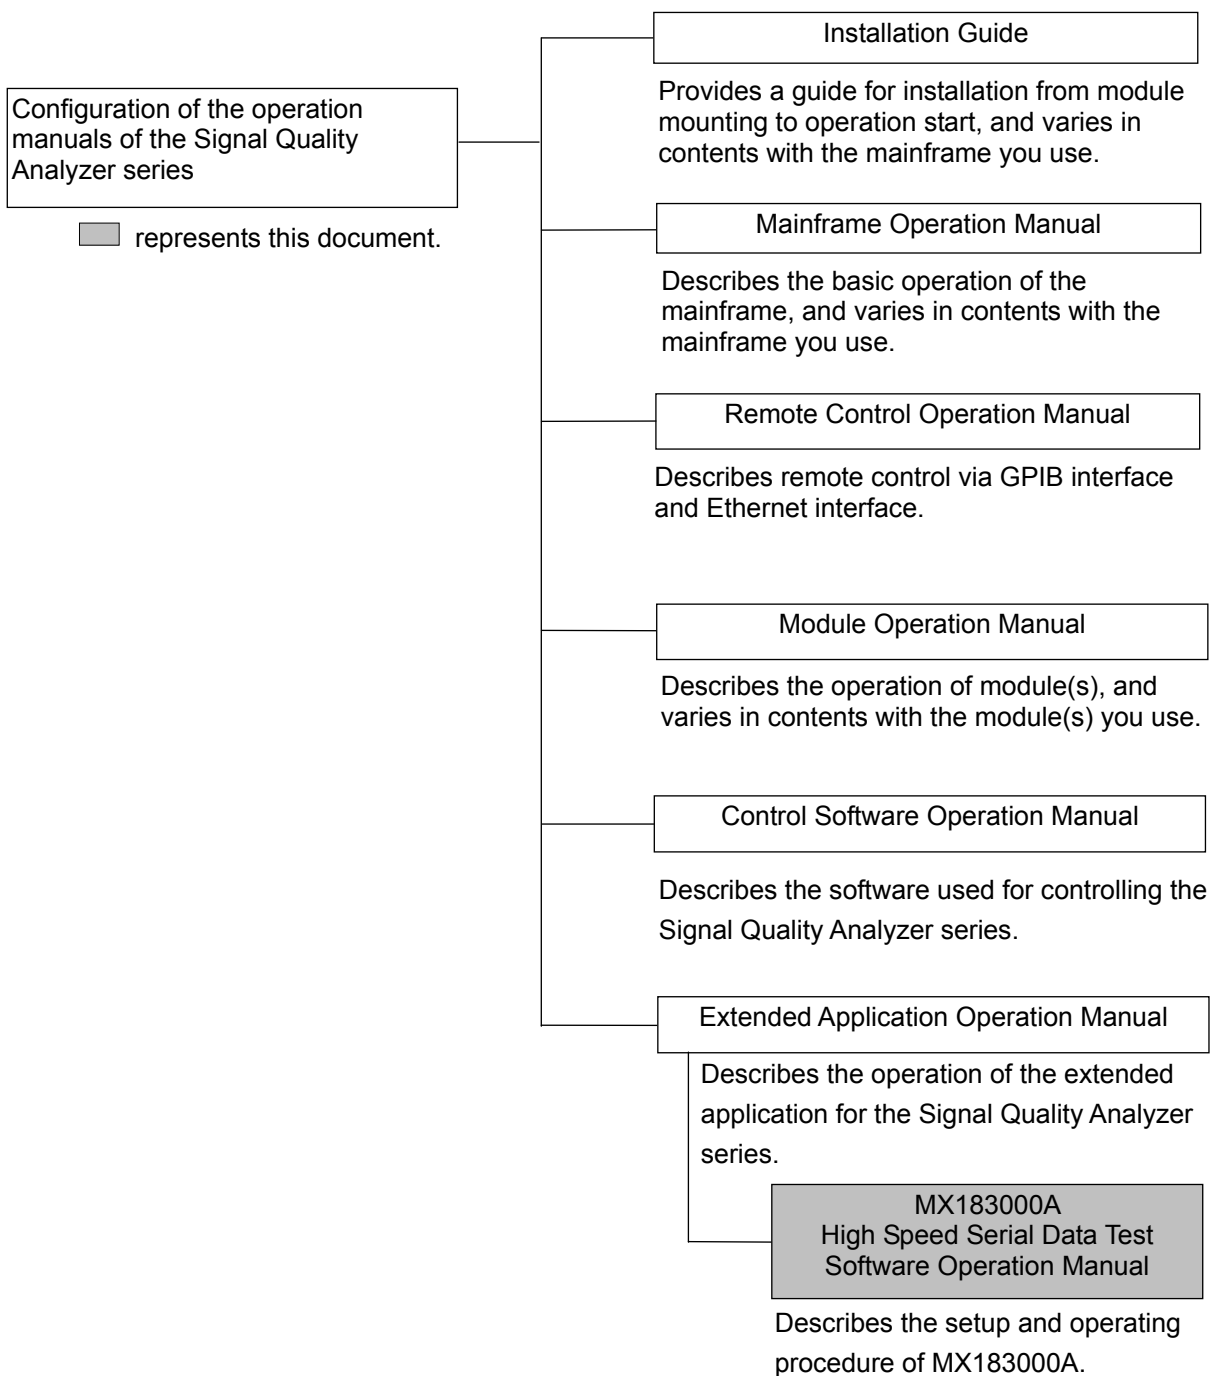 Configuration of the operation
manuals of the Signal Quality
Analyzer series
represents this document.
Installation Guide
Provides a guide for installation from module
mounting to operation start, and varies in
contents with the mainframe you use.
Mainframe Operation Manual
Describes the basic operation of the
mainframe, and varies in contents with the
mainframe you use.
Remote Control Operation Manual
Describes remote control via GPIB interface
and Ethernet interface.
Module Operation Manual
Describes the operation of module(s), and
varies in contents with the module(s) you use.
Control Software Operation Manual
Describes the software used for controlling the
Signal Quality Analyzer series.
Extended Application Operation Manual
Describes the operation of the extended
application for the Signal Quality Analyzer
series.
MX183000A
High Speed Serial Data Test
Software Operation Manual
Describes the setup and operating
procedure of MX183000A.